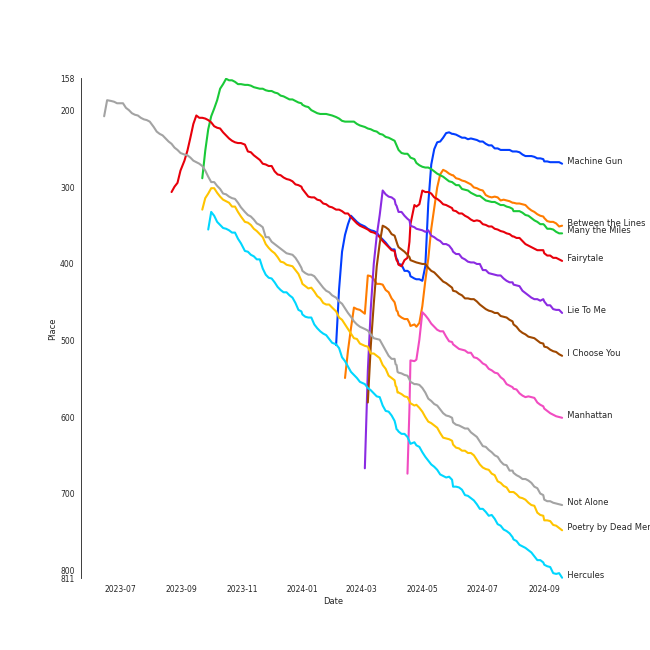 158
200
300
400
500
600
700
800
811
Place
2023-07
2023-09
2023-11
2024-01
2024-03
2024-05
2024-07
2024-09
Date
Machine Gun
Between the Lines
Many the Miles
Fairytale
Lie To Me
I Choose You
Manhattan
Not Alone
Poetry by Dead Mer
Hercules